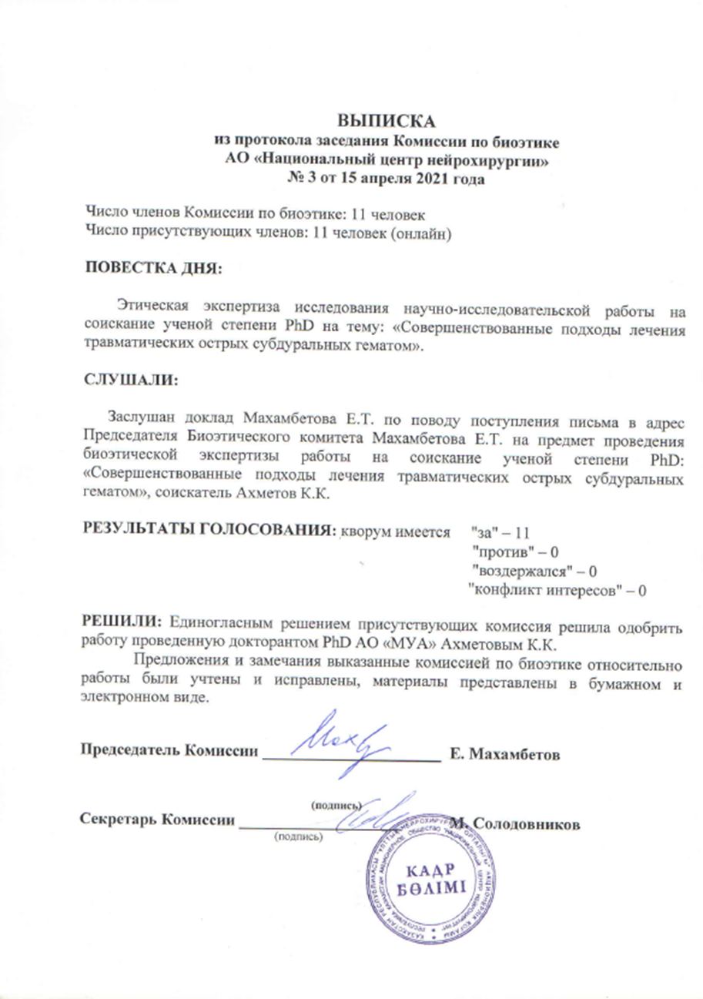 ВЫПИСКА
из протокола заседания Комиссии по биоэтике
АО «Национальный центр нейрохирургии»
№ 3 от 15 апреля 2021 года
Число членов Комиссии по биоэтике: 11 человек
Число присутствующих членов: 11 человек (онлайн)
ПОВЕСТКА ДНЯ:
Этическая экспертиза исследования научно-исследовательской работы на
соискание ученой степени PhD на тему: «Совершенствованные подходы лечения
травматических острых субдуральных гематом».
СЛУШАЛИ:
Заслушан доклад Махамбетова Е.Т. по поводу поступления письма в адрес
Председателя Биоэтического комитета Махамбетова Е.Т. на предмет проведения
биоэтической экспертизы работы на соискание ученой степени PhD:
«Совершенствованные подходы лечения травматических острых субдуральных
гематом», соискатель Ахметов К.К.
РЕЗУЛЬТАТЫ ГОЛОСОВАНИЯ: кворум имеется "за" – 11
"против" – 0
"воздержался" – 0
"конфликт интересов" – 0
РЕШИЛИ: Единогласным решением присутствующих комиссия решила одобрить
работу проведенную докторантом PhD АО «МУА» Ахметовым К.К.
Предложения и замечания выказанные комиссией по биоэтике относительно
работы были учтены и исправлены, материалы представлены в бумажном и
электронном виде.
Председатель Комиссии Е. Махамбетов
(подпись)
Секретарь Комиссии М. Солодовников
(подпись)
КАДР
БӨЛІМІ